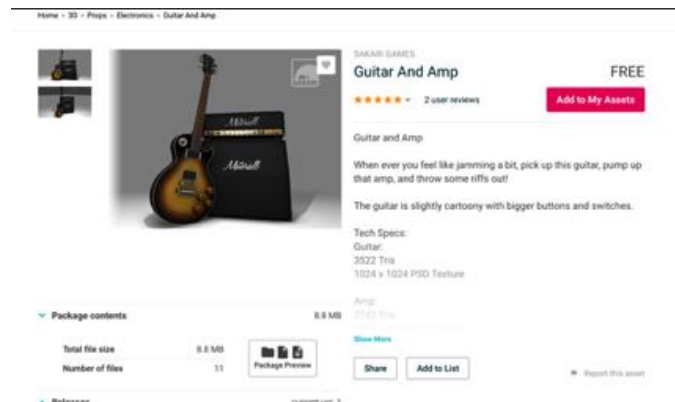 Home > 3D > Props > Electronics > Guitar And Amp
SAKARI GAMES
Guitar And Amp
FREE
2 user reviews
Add to My Assets
Guitar and Amp
When ever you feel like jamming a bit, pick up this guitar, pump up
that amp, and throw some riffs out!
The guitar is slightly cartoony with bigger buttons and switches.
Tech Specs:
Guitar:
3522 Tris
1024 x 1024 PSD Texture
Amp:
Show More
Share
Add to List
Report this asset
Package contents
8.8 MB
Total file size
8.8 MB
Number of files
11
Package Preview
Releases